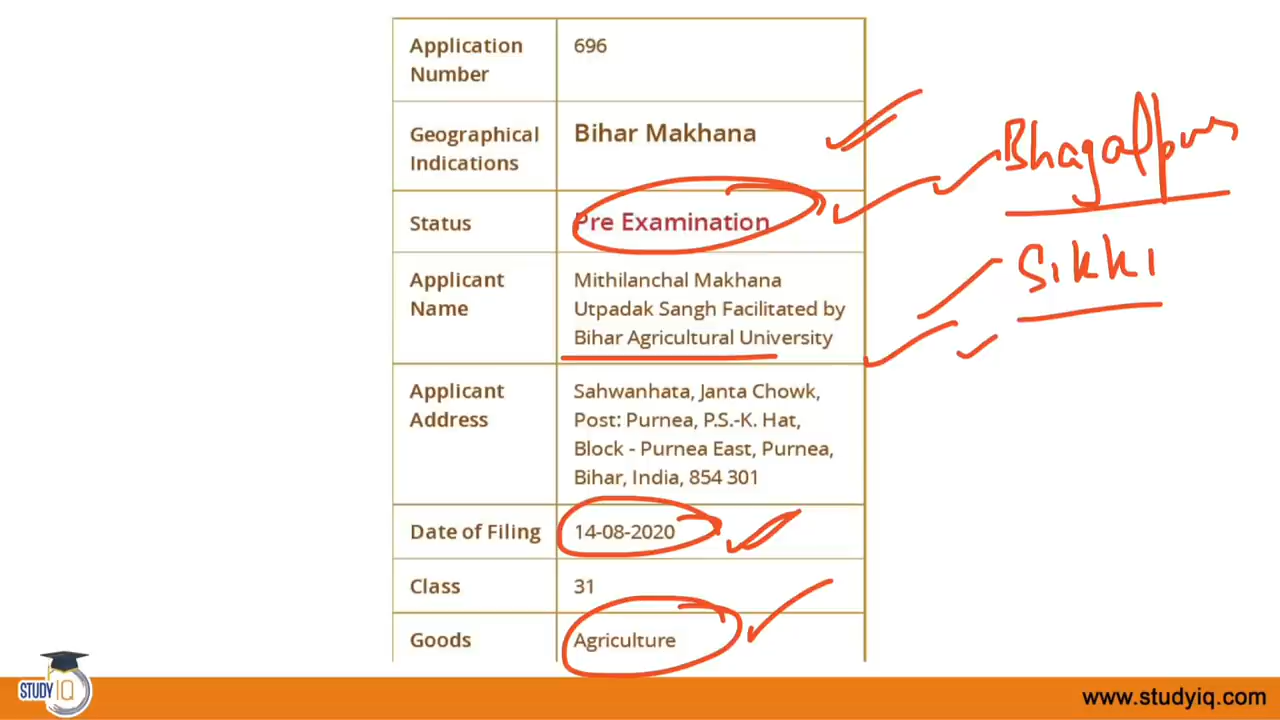 Application Number
696
Geographical Indications
Bihar Makhana
Status
Pre Examination
Applicant Name
Mithilanchal Makhana
Utpadak Sangh Facilitated by
Bihar Agricultural University
Applicant Address
Sahwanhata, Janta Chowk,
Post: Purnea, P.S.-K. Hat,
Block - Purnea East, Purnea,
Bihar, India, 854 301
Date of Filing
14-08-2020
Class
31
Goods
Agriculture
Bhagalpur
Sikki
STUDY IQ
www.studyiq.com